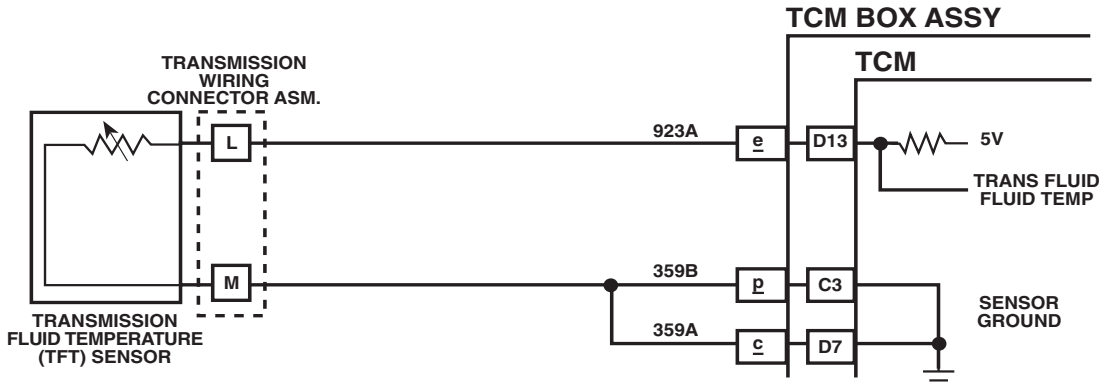 TCM BOX ASSY
TCM
TRANSMISSION
WIRING
CONNECTOR ASM.
L
923A
e
D13
5V
TRANS FLUID
FLUID TEMP
M
359B
p
C3
SENSOR
GROUND
359A
c
D7
TRANSMISSION
FLUID TEMPERATURE
(TFT) SENSOR